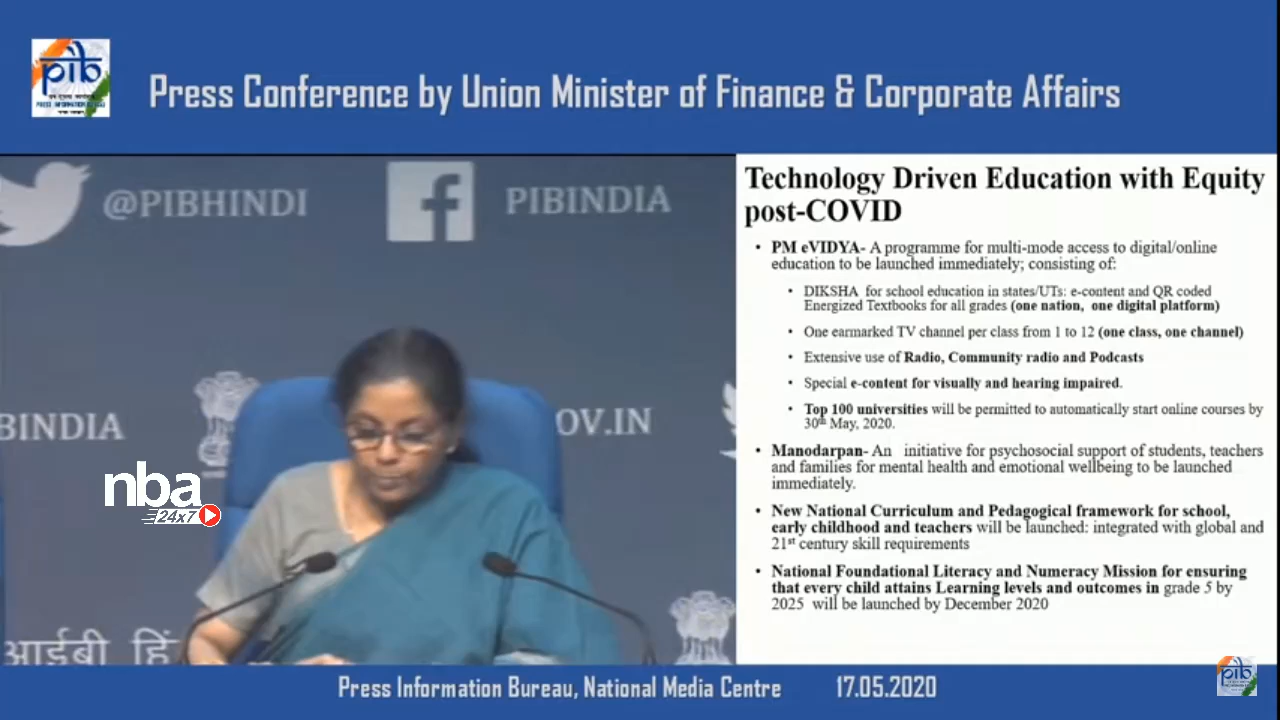 pib
PRESS INFORMATION BUREAU
Press Conference by Union Minister of Finance & Corporate Affairs
@PIBHINDI
PIBINDIA
BINDIA
OV.IN
nba
24x7
आईबी हिं
Technology Driven Education with Equity
post-COVID
• PM eVIDYA- A programme for multi-mode access to digital/online
education to be launched immediately; consisting of:
• DIKSHA for school education in states/UTs: e-content and QR coded
Energized Textbooks for all grades (one nation, one digital platform)
• One earmarked TV channel per class from 1 to 12 (one class, one channel)
• Extensive use of Radio, Community radio and Podcasts
• Special e-content for visually and hearing impaired.
• Top 100 universities will be permitted to automatically start online courses by
30th May, 2020.
• Manodarpan- An initiative for psychosocial support of students, teachers
and families for mental health and emotional wellbeing to be launched
immediately.
• New National Curriculum and Pedagogical framework for school,
early childhood and teachers will be launched: integrated with global and
21st century skill requirements
• National Foundational Literacy and Numeracy Mission for ensuring
that every child attains Learning levels and outcomes in grade 5 by
2025 will be launched by December 2020
Press Information Bureau, National Media Centre 17.05.2020
pib